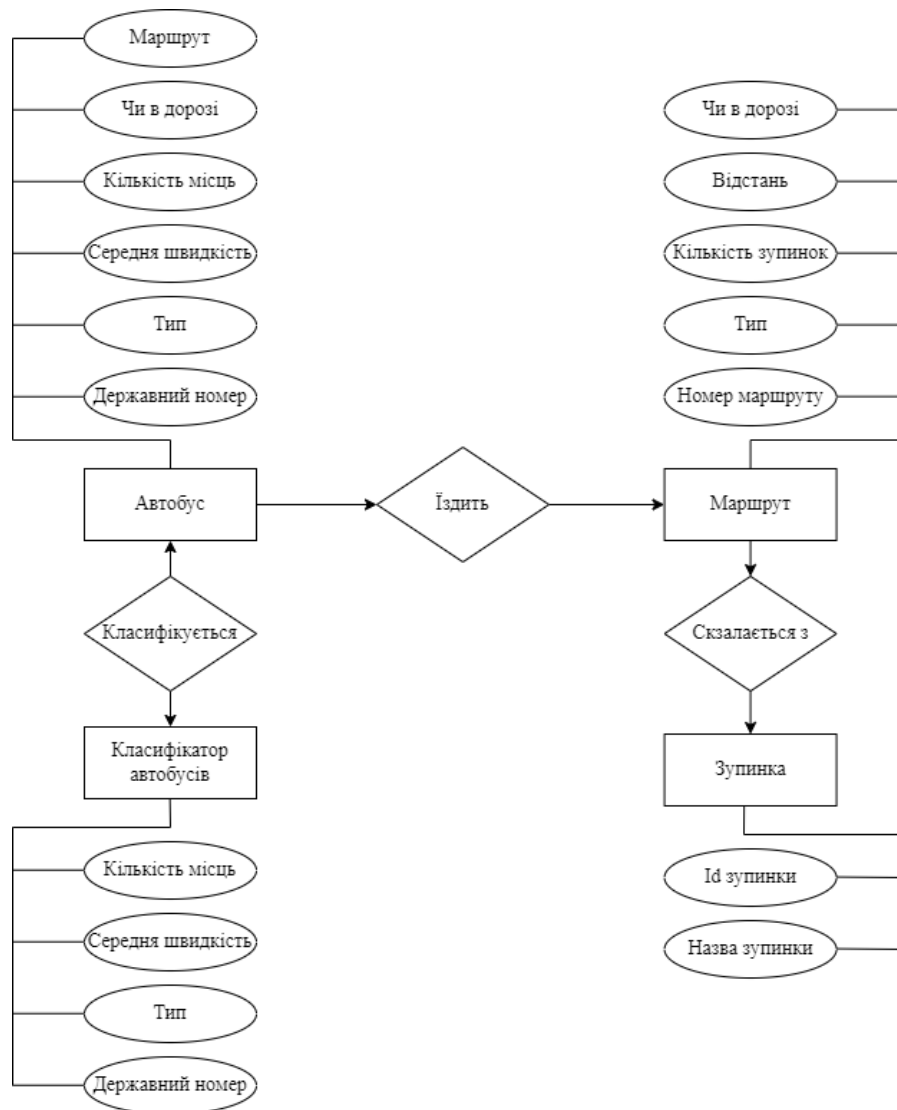 Маршрут
Чи в дорозі
Кількість місць
Середня швидкість
Тип
Державний номер
Чи в дорозі
Відстань
Кількість зупинок
Тип
Номер маршруту
Автобус
Їздить
Маршрут
Класифікується
Скзалається з
Класифікатор
автобусів
Зупинка
Кількість місць
Середня швидкість
Тип
Державний номер
Id зупинки
Назва зупинки